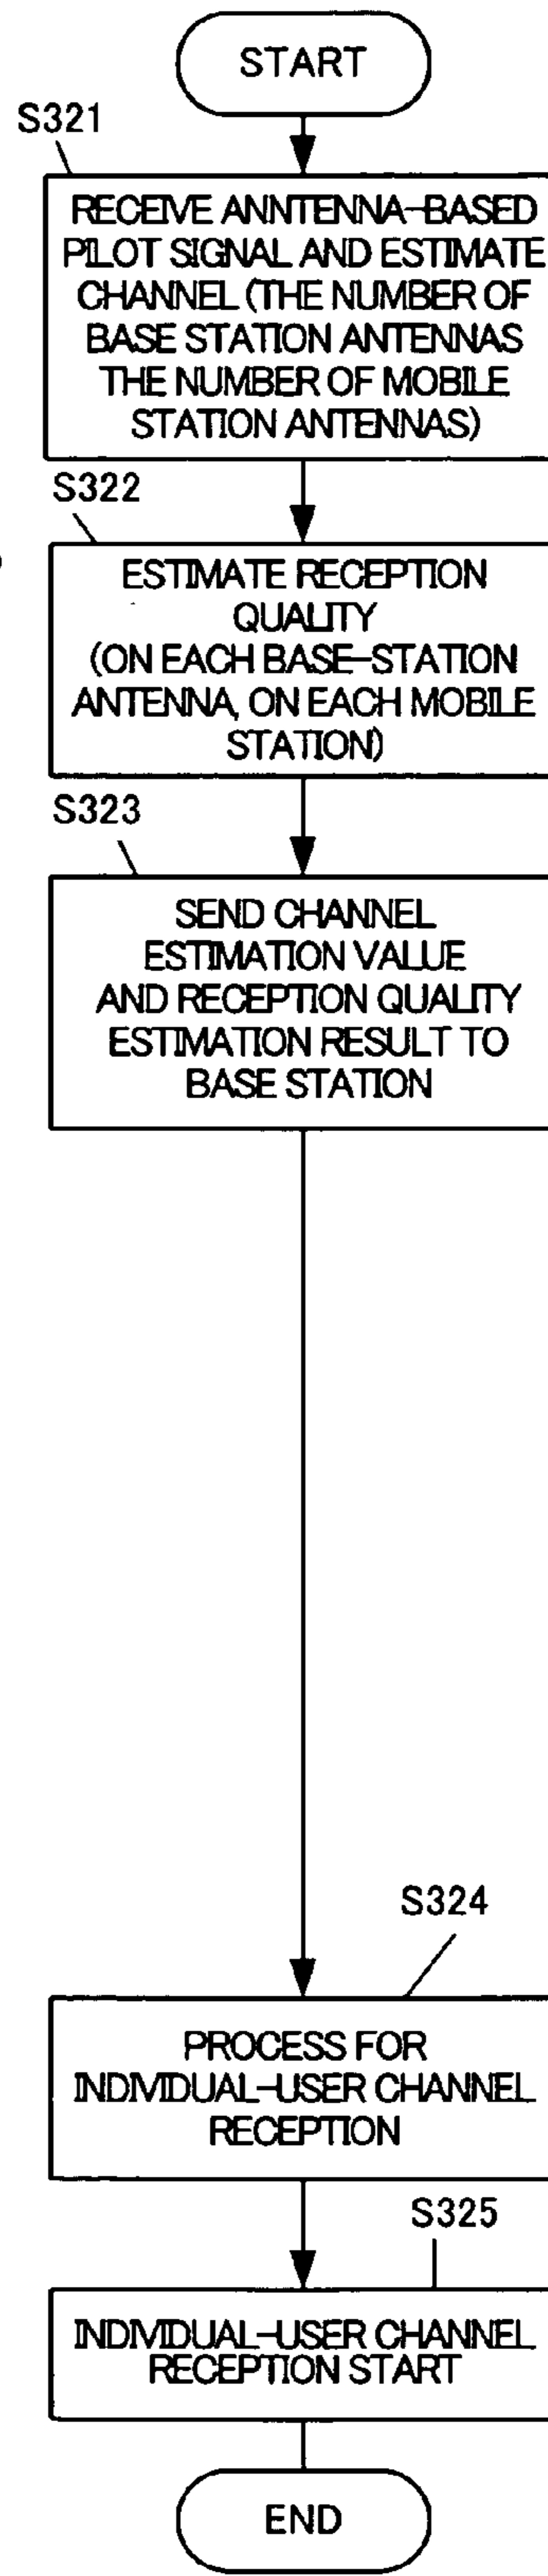 START
S321
RECEIVE ANNTENNA-BASED
PILOT SIGNAL AND ESTIMATE
CHANNEL (THE NUMBER OF
BASE STATION ANTENNAS
THE NUMBER OF MOBILE
STATION ANTENNAS)
S322
ESTIMATE RECEPTION
QUALITY
(ON EACH BASE-STATION
ANTENNA, ON EACH MOBILE
STATION)
S323
SEND CHANNEL
ESTIMATION VALUE
AND RECEPTION QUALITY
ESTIMATION RESULT TO
BASE STATION
S324
PROCESS FOR
INDIVIDUAL-USER CHANNEL
RECEPTION
S325
INDIVIDUAL-USER CHANNEL
RECEPTION START
END